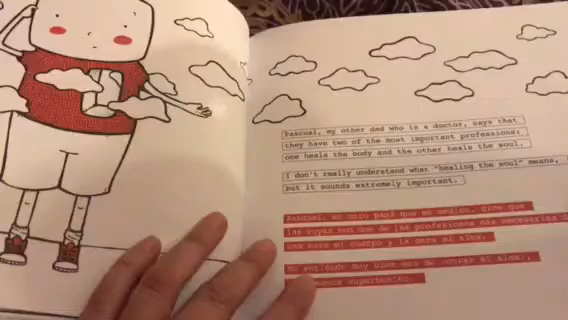 Pascual, my other dad who is a doctor, says that
they have two of the most important professions:
one heals the body and the other heals the soul.
I don't really understand what "healing the soul" means,
but it sounds extremely important.
Pascual, mi otro papá que es médico, dice que
las suyas son dos de las profesiones más necesarias
una cura el cuerpo y la otra el alma.
No entiendo muy bien eso de "curar el alma",